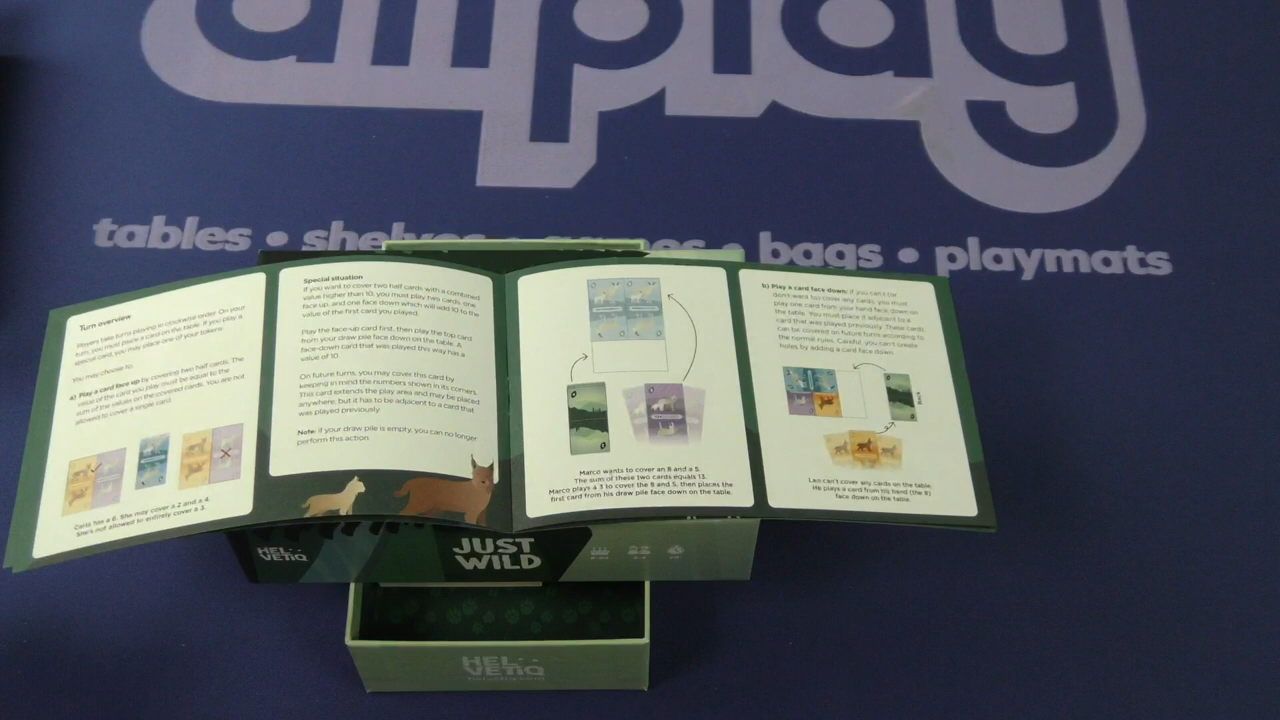 allplay
tables • shelves • games • bags • playmats
Turn overview
Players take turns playing in clockwise order. On your
turn, you must place a card on the table. If you play a
special card, you may place one of your tokens.
You may choose to:
a) Play a card face up by covering two half cards. The
value of the card you play must be equal to the
sum of the values on the covered cards. You are not
allowed to cover a single card.
Carla has a 6. She may cover a 2 and a 4.
She's not allowed to entirely cover a 3.
Special situation
If you want to cover two half cards with a combined
value higher than 10, you must play two cards, one
face up, and one face down which will add 10 to the
value of the first card you played.
Play the face-up card first, then play the top card
from your draw pile face down on the table. A
face-down card that was played this way has a
value of 10.
On future turns, you may cover this card by
keeping in mind the numbers shown in its corners.
This card extends the play area and may be placed
anywhere, but it has to be adjacent to a card that
was played previously.
Note: if your draw pile is empty, you can no longer
perform this action.
Marco wants to cover an 8 and a 5.
The sum of these two cards equals 13.
Marco plays a 3 to cover the 8 and 5, then places the
first card from his draw pile face down on the table.
b) Play a card face down: if you can't (or
don't want to) cover any cards, you must
play one card from your hand face down on
the table. You must place it adjacent to a
card that was played previously. These cards
can be covered on future turns according to
the normal rules. Careful, you can't create
holes by adding a card face down.
Back
Leo can't cover any cards on the table.
He plays a card from his hand (the 8)
face down on the table.
HEL
VETIQ
JUST
WILD
HEL
VETIQ